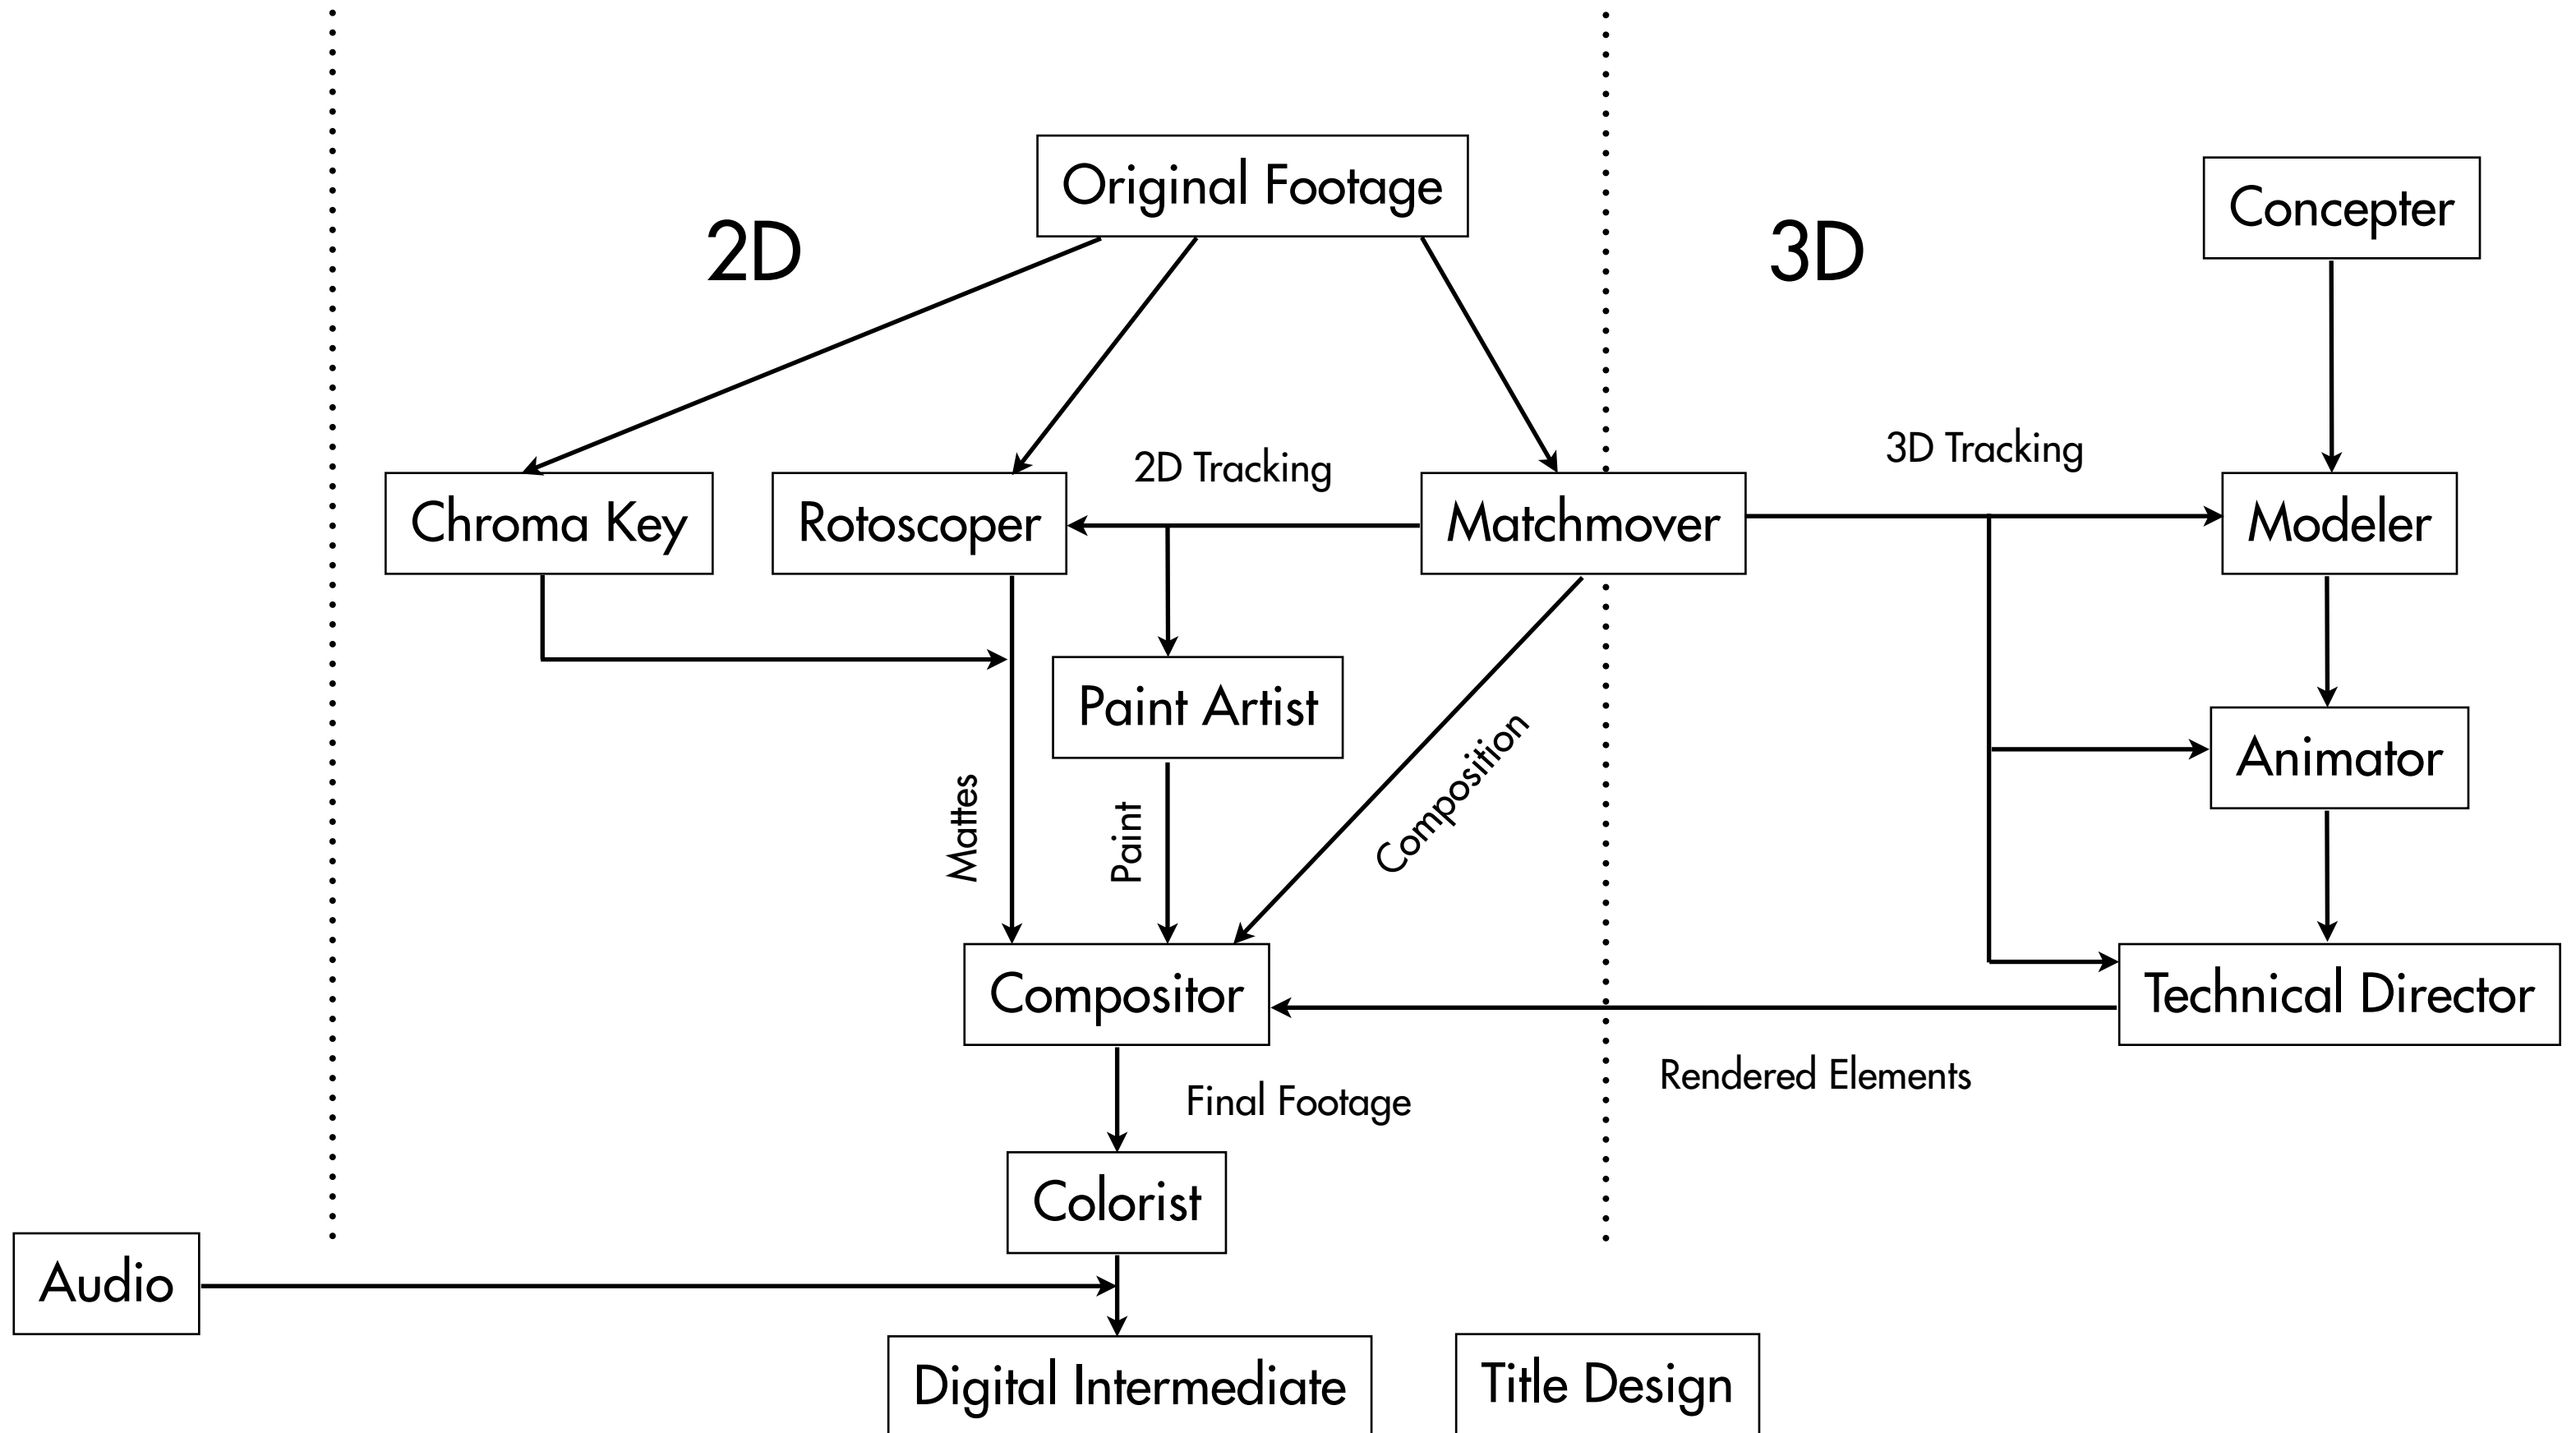 Original Footage
Concepter
2D
3D
2D Tracking
3D Tracking
Chroma Key
Rotoscoper
Matchmover
Modeler
Paint Artist
Animator
Mattes
Paint
Composition
Compositor
Technical Director
Rendered Elements
Final Footage
Colorist
Audio
Digital Intermediate
Title Design